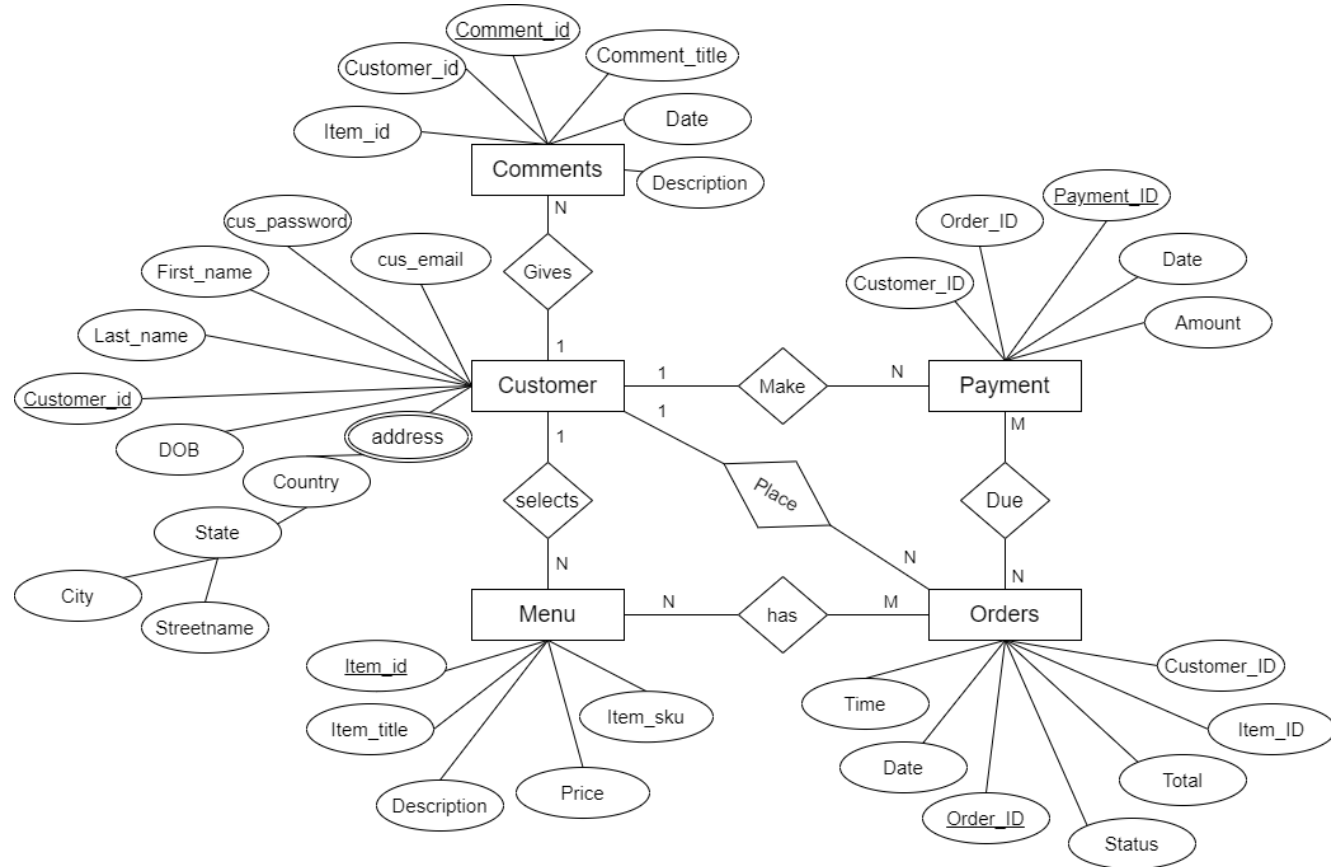 Comment_id
Customer_id
Comment_title
Item_id
Date
Comments
Description
N
Gives
1
cus_password
cus_email
First_name
Last_name
Customer_id
DOB
address
Country
State
City
Streetname
Customer
1
Make
N
Payment
Payment_ID
Order_ID
Date
Customer_ID
Amount
1
Place
N
1
selects
N
M
Due
N
Menu
N
has
M
Orders
Item_id
Item_title
Description
Price
Item_sku
Customer_ID
Time
Item_ID
Date
Total
Order_ID
Status